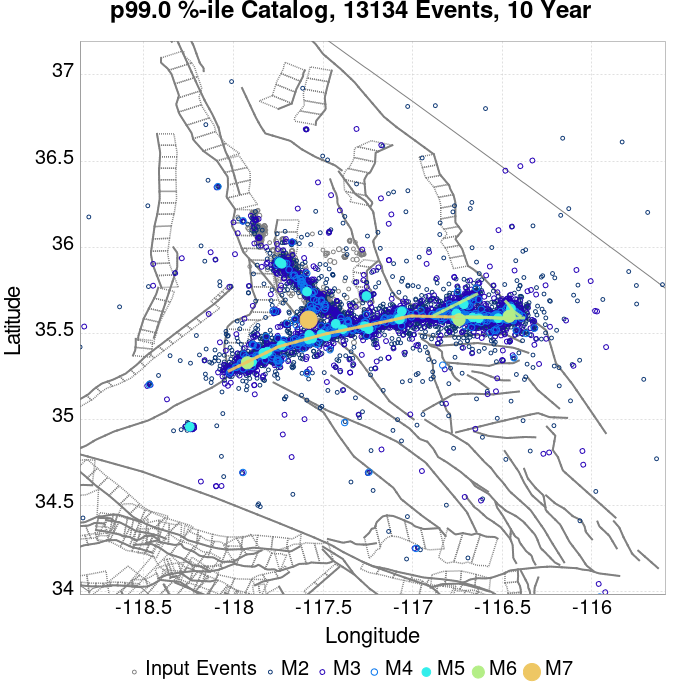 p99.0 %-ile Catalog, 13134 Events, 10 Year
37
36.5
36
35.5
35
34.5
34
Latitude
-118.5 -118 -117.5 -117 -116.5 -116
Longitude
Input Events M2 M3 M4 M5 M6 M7